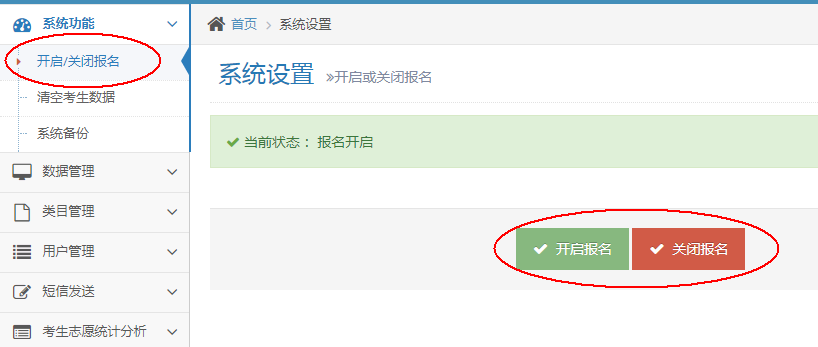 系统功能
开启/关闭报名
清空考生数据
系统备份
数据管理
类目管理
用户管理
短信发送
考生志愿统计分析
首页 > 系统设置
系统设置 »开启或关闭报名
当前状态： 报名开启
开启报名 关闭报名